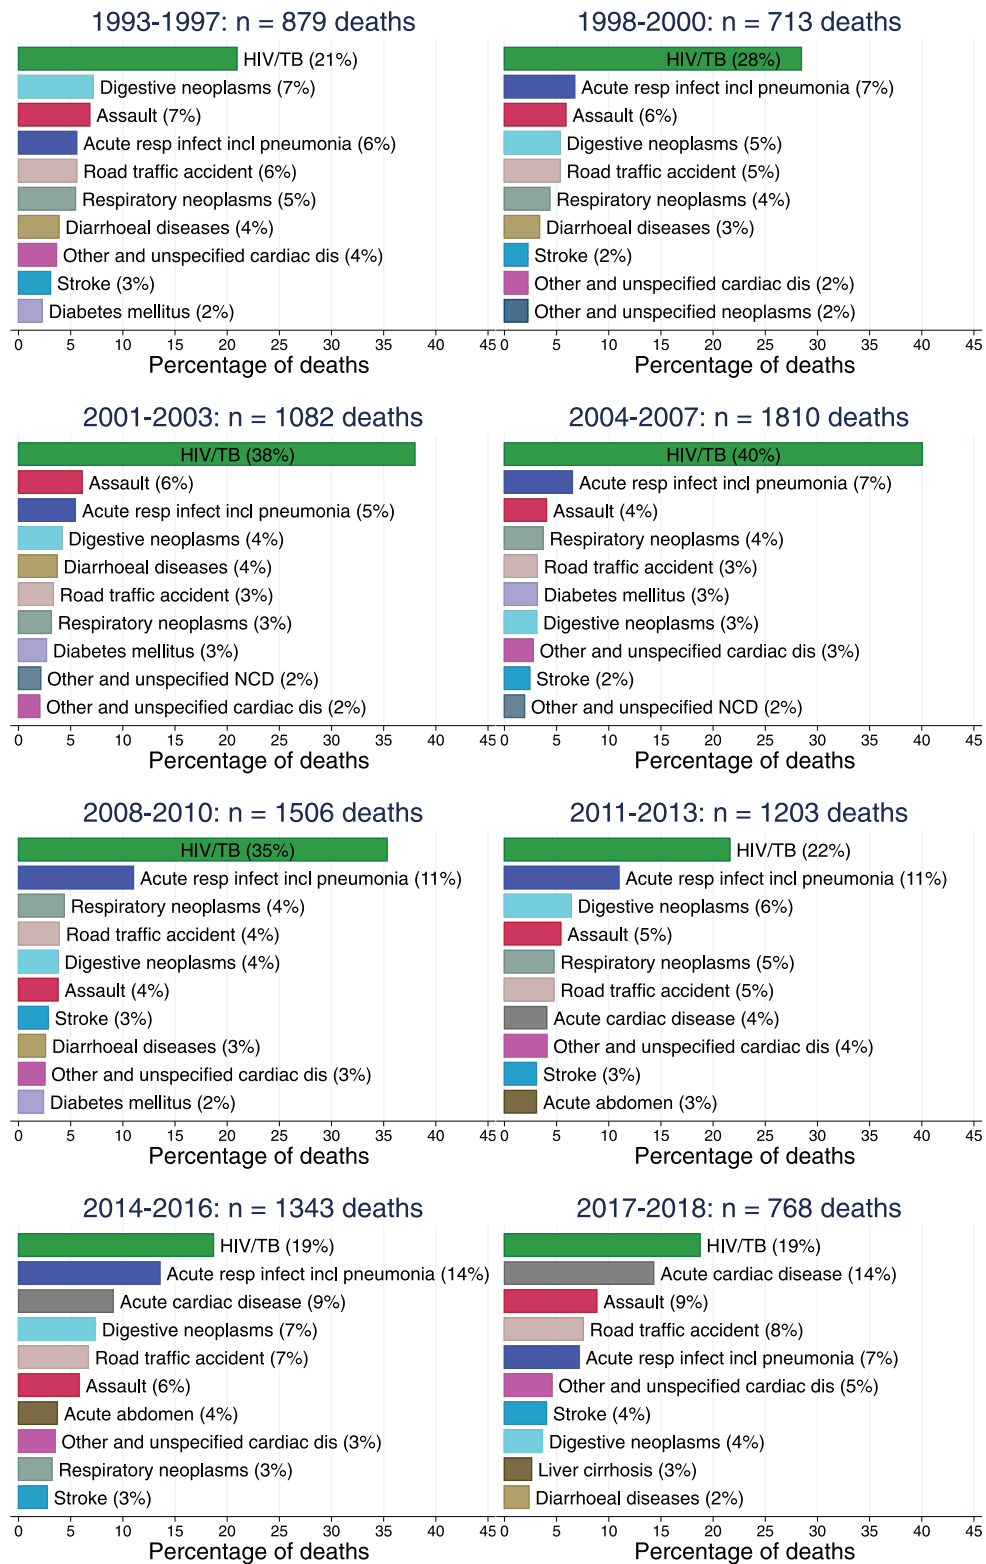 1993-1997: n = 879 deaths
HIV/TB (21%)
Digestive neoplasms (7%)
Assault (7%)
Acute resp infect incl pneumonia (6%)
Road traffic accident (6%)
Respiratory neoplasms (5%)
Diarrhoeal diseases (4%)
Other and unspecified cardiac dis (4%)
Stroke (3%)
Diabetes mellitus (2%)
0 5 10 15 20 25 30 35 40 45
Percentage of deaths
1998-2000: n = 713 deaths
HIV/TB (28%)
Acute resp infect incl pneumonia (7%)
Assault (6%)
Digestive neoplasms (5%)
Road traffic accident (5%)
Respiratory neoplasms (4%)
Diarrhoeal diseases (3%)
Stroke (2%)
Other and unspecified cardiac dis (2%)
Other and unspecified neoplasms (2%)
0 5 10 15 20 25 30 35 40 45
Percentage of deaths
2001-2003: n = 1082 deaths
HIV/TB (38%)
Assault (6%)
Acute resp infect incl pneumonia (5%)
Digestive neoplasms (4%)
Diarrhoeal diseases (4%)
Road traffic accident (3%)
Respiratory neoplasms (3%)
Diabetes mellitus (3%)
Other and unspecified NCD (2%)
Other and unspecified cardiac dis (2%)
0 5 10 15 20 25 30 35 40 45
Percentage of deaths
2004-2007: n = 1810 deaths
HIV/TB (40%)
Acute resp infect incl pneumonia (7%)
Assault (4%)
Respiratory neoplasms (4%)
Road traffic accident (3%)
Diabetes mellitus (3%)
Digestive neoplasms (3%)
Other and unspecified cardiac dis (3%)
Stroke (2%)
Other and unspecified NCD (2%)
0 5 10 15 20 25 30 35 40 45
Percentage of deaths
2008-2010: n = 1506 deaths
HIV/TB (35%)
Acute resp infect incl pneumonia (11%)
Respiratory neoplasms (4%)
Road traffic accident (4%)
Digestive neoplasms (4%)
Assault (4%)
Stroke (3%)
Diarrhoeal diseases (3%)
Other and unspecified cardiac dis (3%)
Diabetes mellitus (2%)
0 5 10 15 20 25 30 35 40 45
Percentage of deaths
2011-2013: n = 1203 deaths
HIV/TB (22%)
Acute resp infect incl pneumonia (11%)
Digestive neoplasms (6%)
Assault (5%)
Respiratory neoplasms (5%)
Road traffic accident (5%)
Acute cardiac disease (4%)
Other and unspecified cardiac dis (4%)
Stroke (3%)
Acute abdomen (3%)
0 5 10 15 20 25 30 35 40 45
Percentage of deaths
2014-2016: n = 1343 deaths
HIV/TB (19%)
Acute resp infect incl pneumonia (14%)
Acute cardiac disease (9%)
Digestive neoplasms (7%)
Road traffic accident (7%)
Assault (6%)
Acute abdomen (4%)
Other and unspecified cardiac dis (3%)
Respiratory neoplasms (3%)
Stroke (3%)
0 5 10 15 20 25 30 35 40 45
Percentage of deaths
2017-2018: n = 768 deaths
HIV/TB (19%)
Acute cardiac disease (14%)
Assault (9%)
Road traffic accident (8%)
Acute resp infect incl pneumonia (7%)
Other and unspecified cardiac dis (5%)
Stroke (4%)
Digestive neoplasms (4%)
Liver cirrhosis (3%)
Diarrhoeal diseases (2%)
0 5 10 15 20 25 30 35 40 45
Percentage of deaths